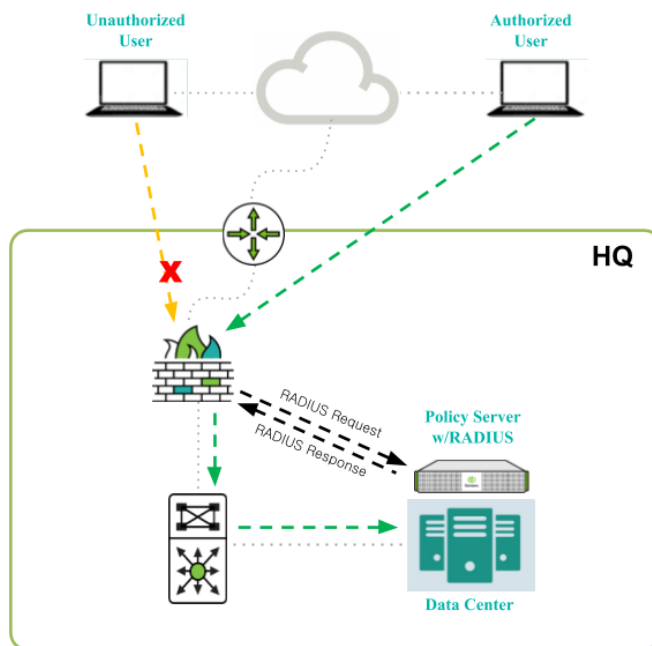 Unauthorized
User
Authorized
User
HQ
RADIUS Request
RADIUS Response
Policy Server
w/RADIUS
Data Center